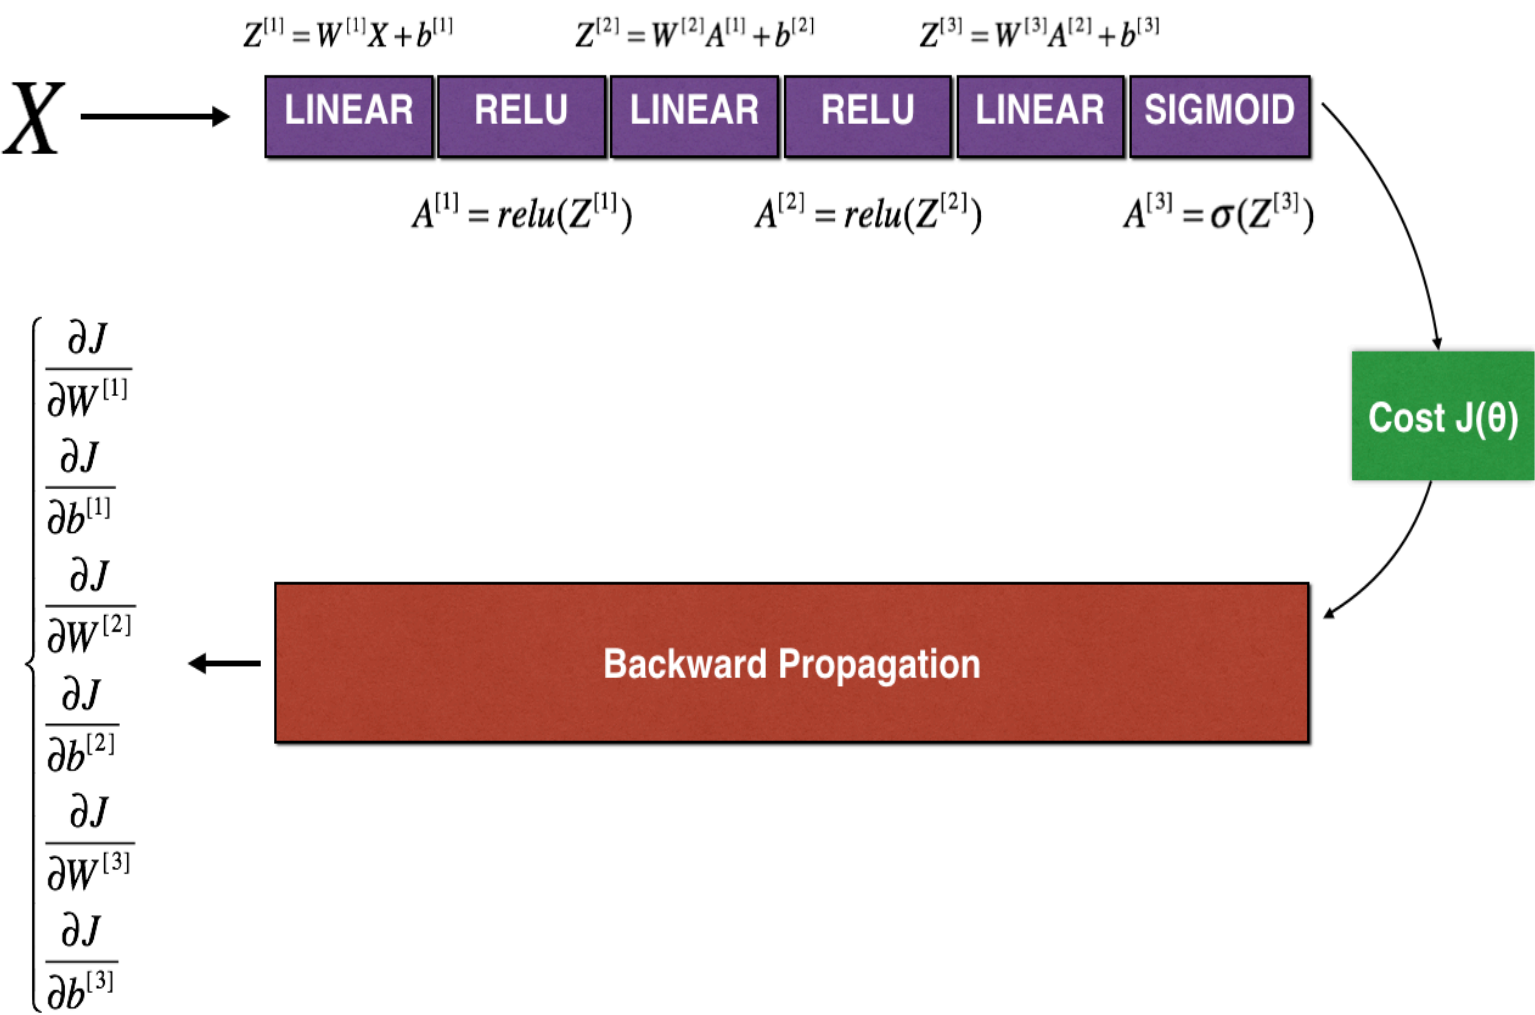 Z[1] = W[1]X + b[1] Z[2] = W[2]A[1] + b[2] Z[3] = W[3]A[2] + b[3]
X LINEAR RELU LINEAR RELU LINEAR SIGMOID
A[1] = relu(Z[1]) A[2] = relu(Z[2]) A[3] = σ(Z[3])
Cost J(θ)
Backward Propagation
∂J
∂W[1]
∂J
∂b[1]
∂J
∂W[2]
∂J
∂b[2]
∂J
∂W[3]
∂J
∂b[3]